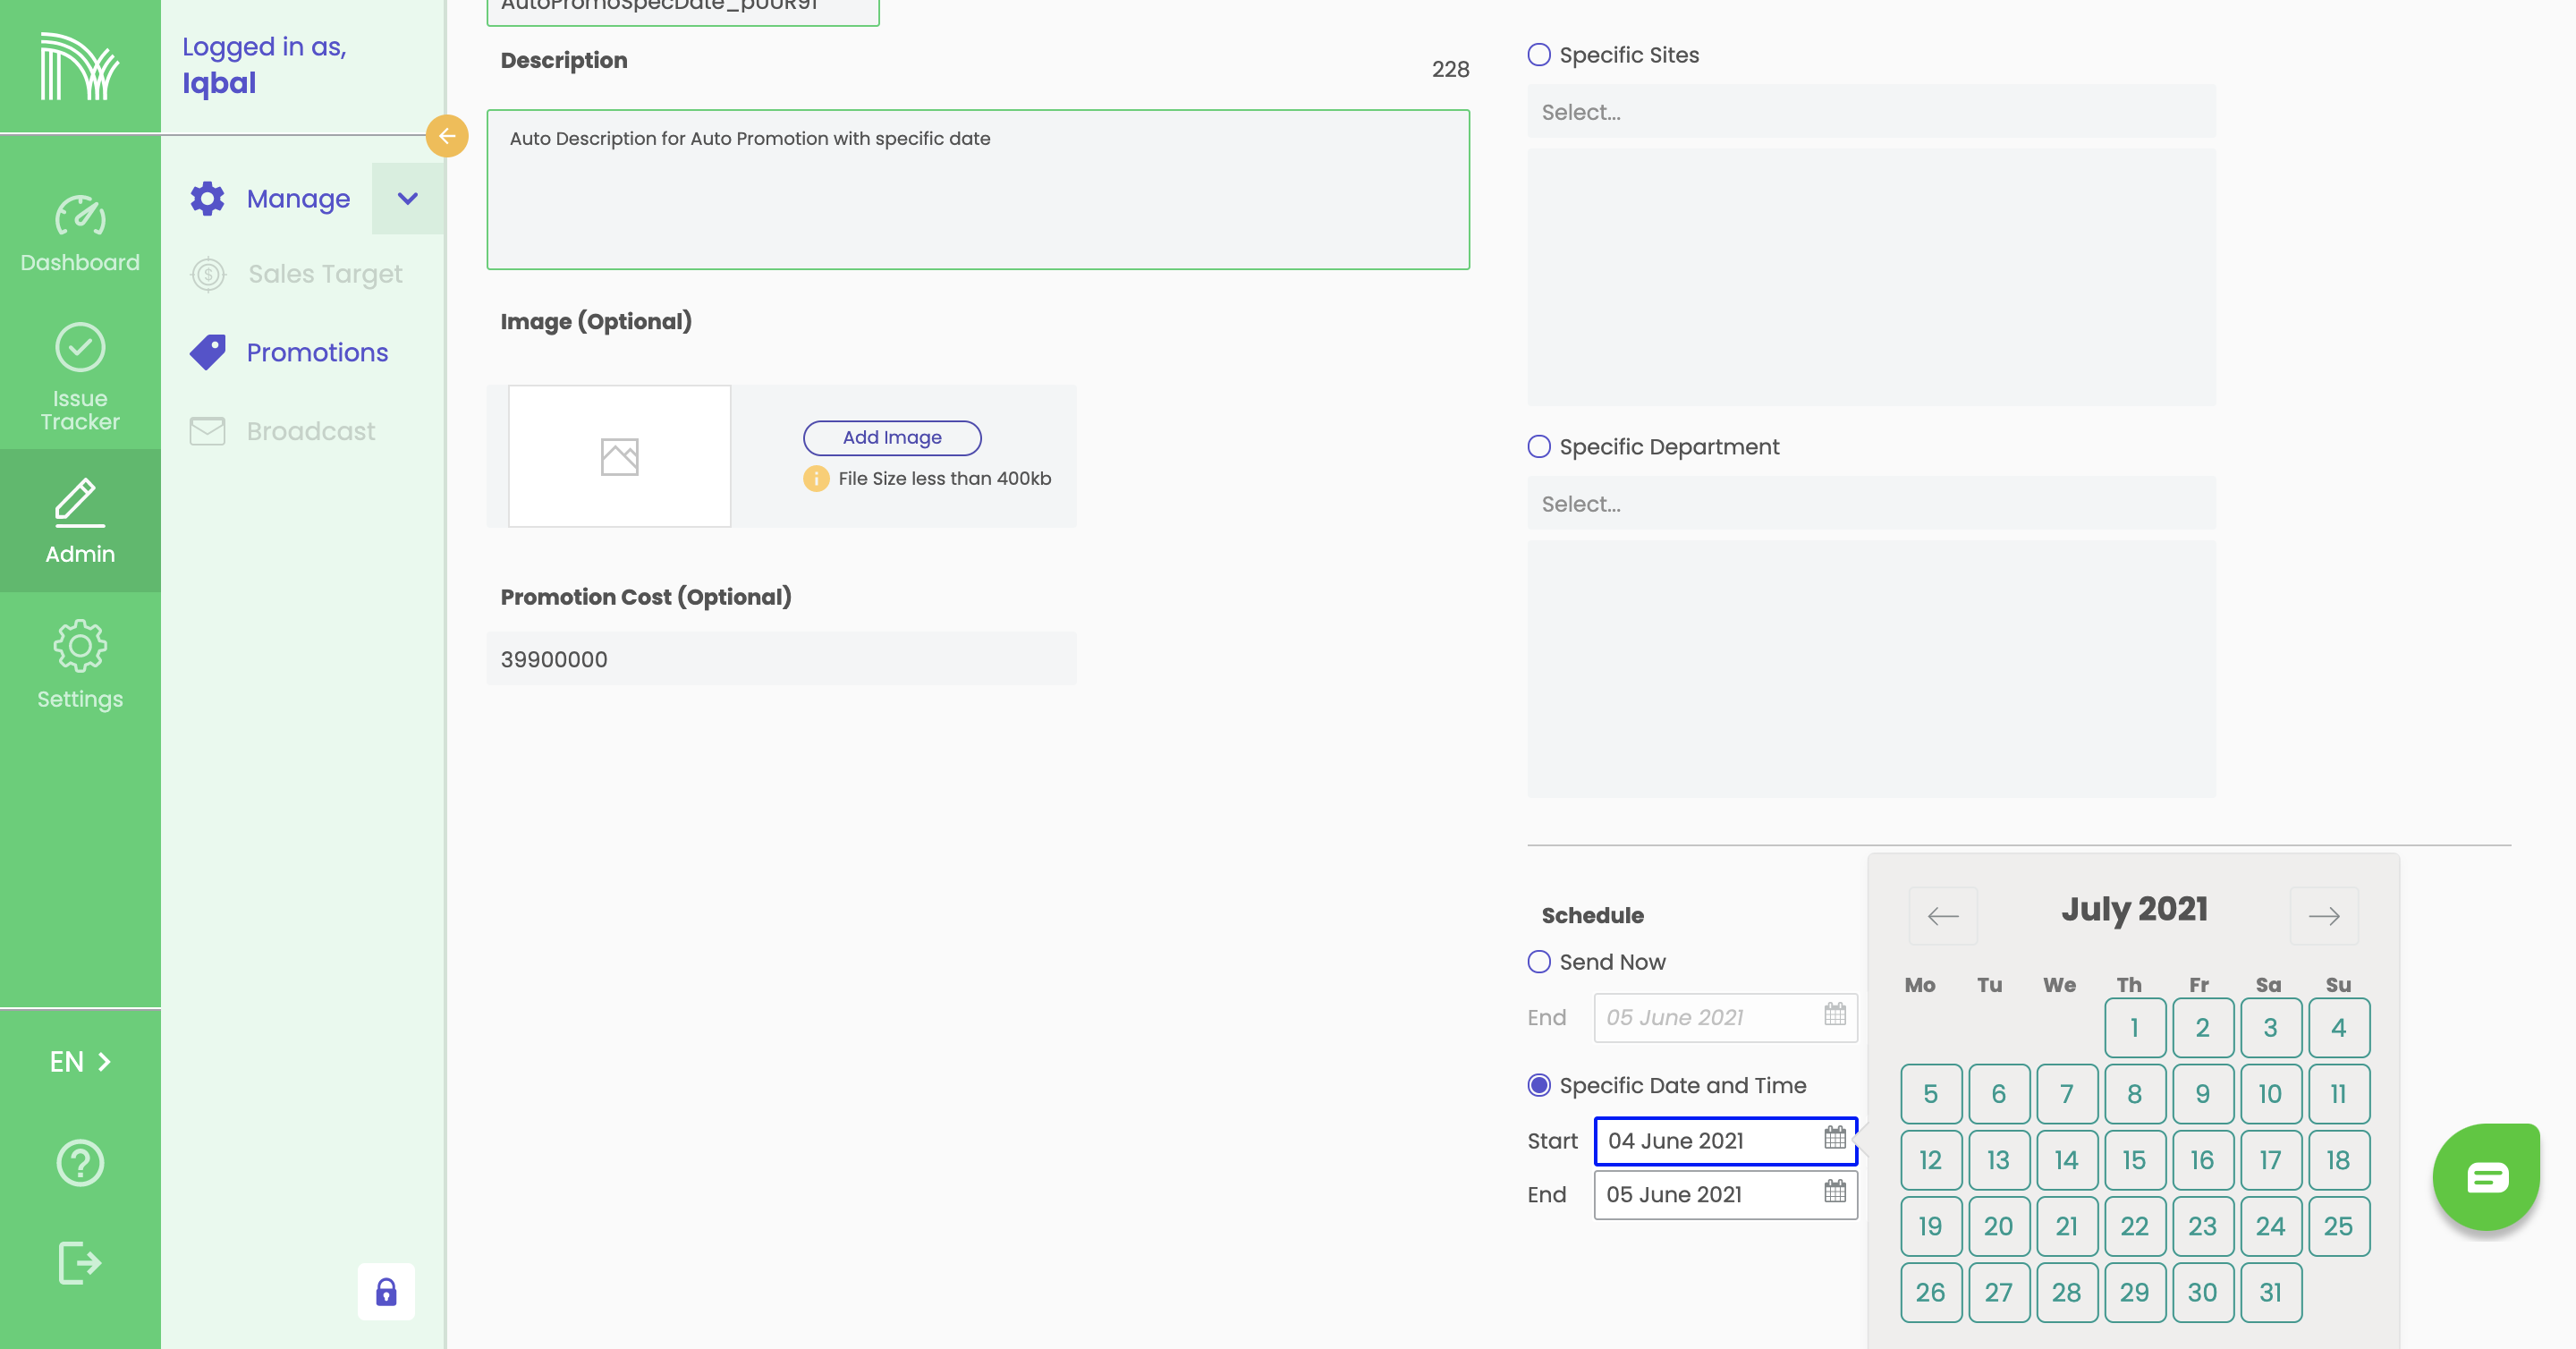 Logged in as,
Iqbal
Dashboard
Issue
Tracker
Admin
Settings
EN
Manage
Sales Target
Promotions
Broadcast
Description
228
Auto Description for Auto Promotion with specific date
Image (Optional)
Add Image
File Size less than 400kb
Promotion Cost (Optional)
39900000
Specific Sites
Select...
Specific Department
Select...
Schedule
Send Now
End 05 June 2021
Specific Date and Time
Start 04 June 2021
End 05 June 2021
July 2021
Mo Tu We Th Fr Sa Su
1 2 3 4
5 6 7 8 9 10 11
12 13 14 15 16 17 18
19 20 21 22 23 24 25
26 27 28 29 30 31